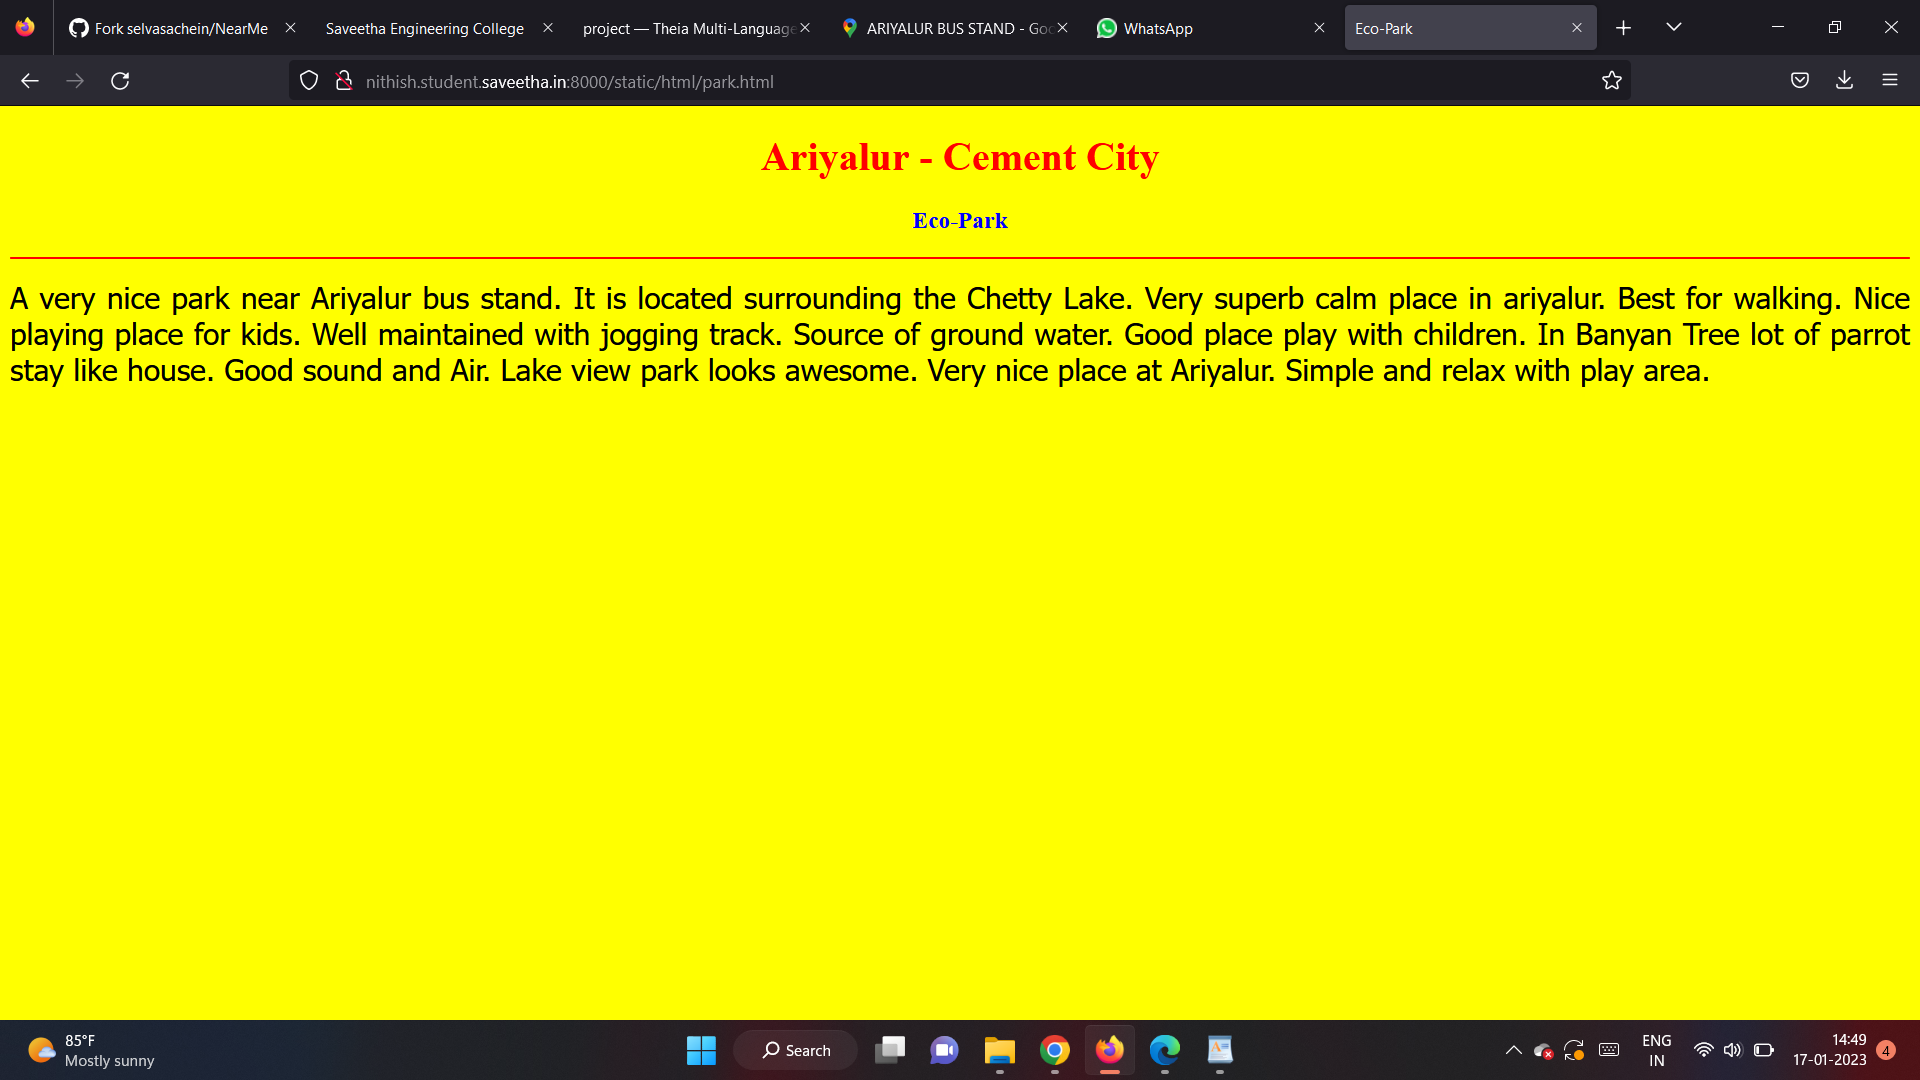 Fork selvasachein/NearMe
Saveetha Engineering College
project — Theia Multi-Language
ARIYALUR BUS STAND - Goo
WhatsApp
Eco-Park
nithish.student.saveetha.in:8000/static/html/park.html
Ariyalur - Cement City
Eco-Park
A very nice park near Ariyalur bus stand. It is located surrounding the Chetty Lake. Very superb calm place in ariyalur. Best for walking. Nice
playing place for kids. Well maintained with jogging track. Source of ground water. Good place play with children. In Banyan Tree lot of parrot
stay like house. Good sound and Air. Lake view park looks awesome. Very nice place at Ariyalur. Simple and relax with play area.
85°F
Mostly sunny
Search
ENG
IN
14:49
17-01-2023
4